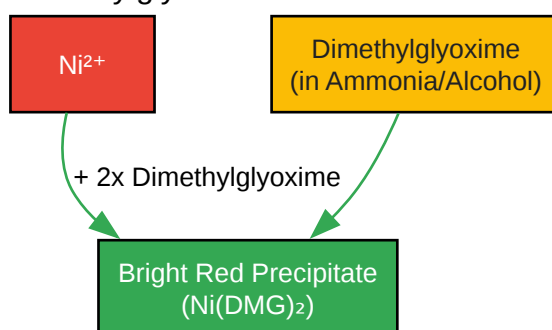 Ni²⁺
Dimethylglyoxime
(in Ammonia/Alcohol)
+ 2x Dimethylglyoxime
Bright Red Precipitate
(Ni(DMG)₂)